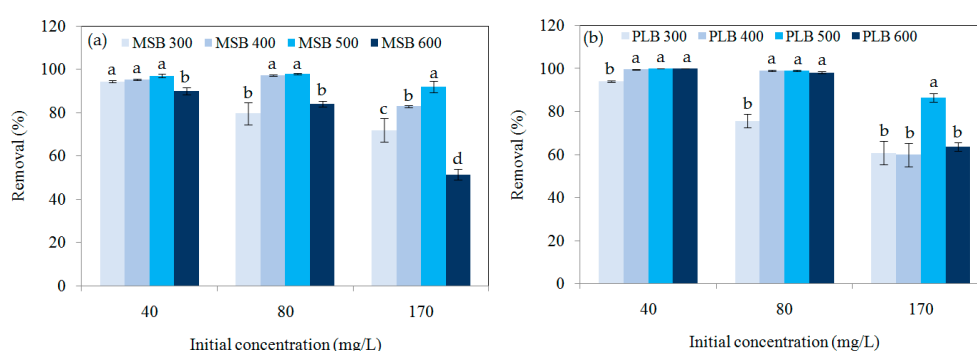 (a) MSB 300 MSB 400 MSB 500 MSB 600
120
100
80
60
40
20
0
Removal (%)
a a a b
b a a b
c b a d
40 80 170
Initial concentration (mg/L)
(b) PLB 300 PLB 400 PLB 500 PLB 600
120
100
80
60
40
20
0
Removal (%)
b a a a
b a a a
b b a b
40 80 170
Initial concentration (mg/L)